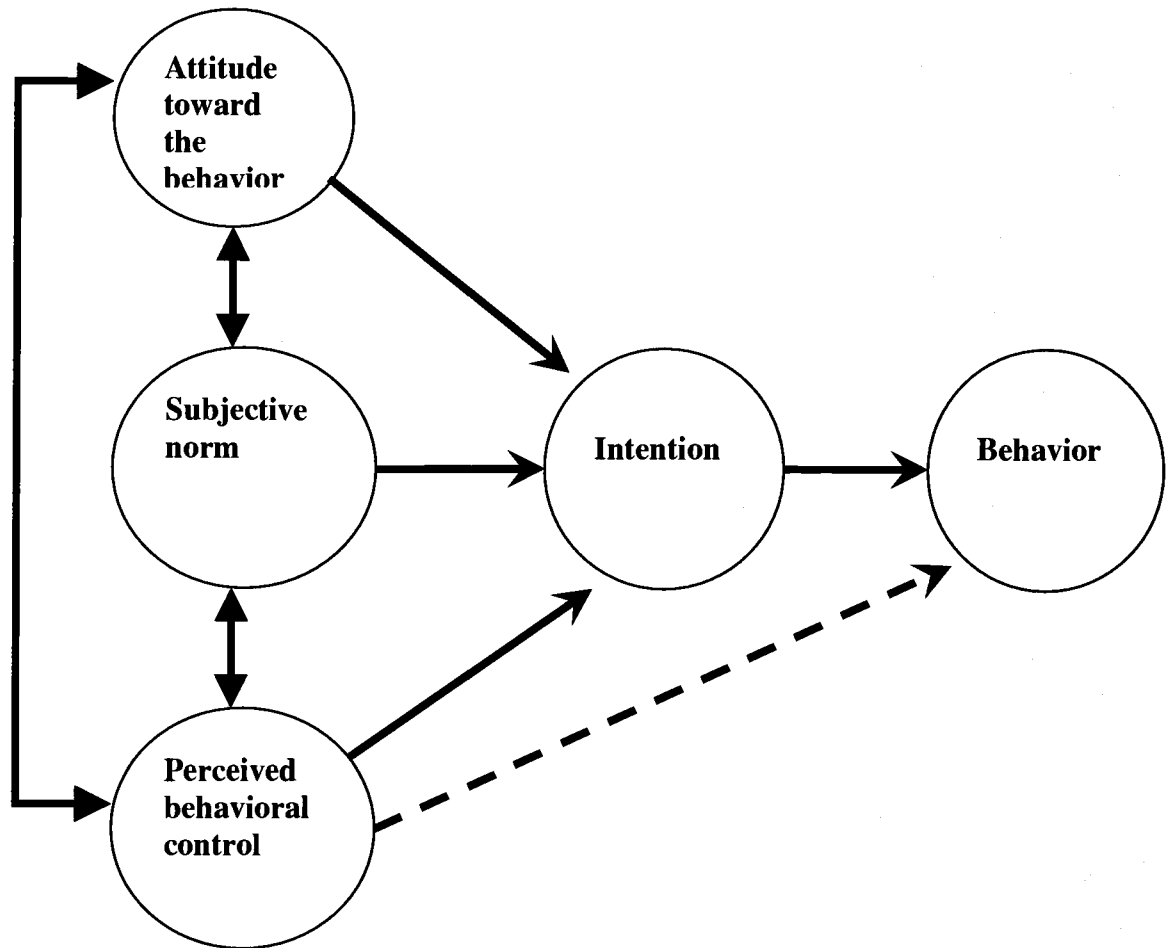 Attitude
toward
the
behavior
Subjective
norm
Intention
Behavior
Perceived
behavioral
control